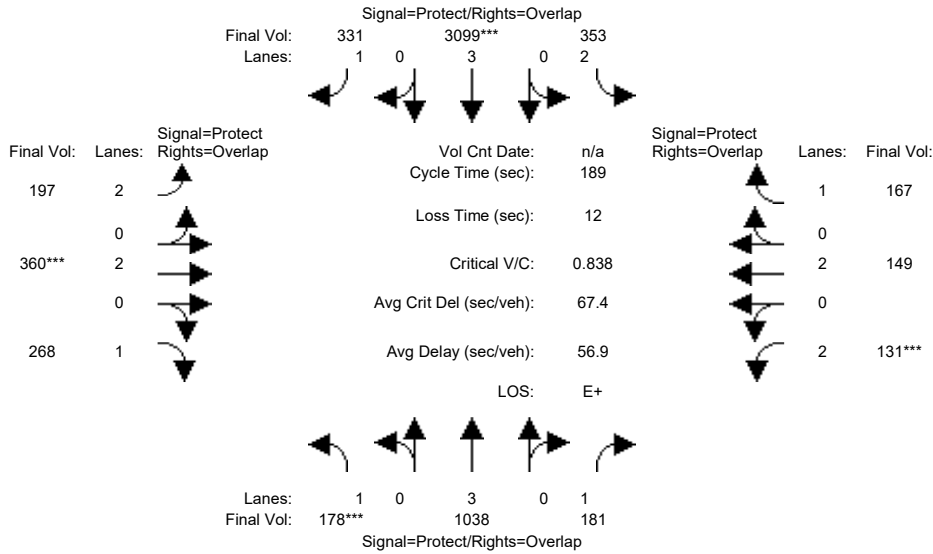 Signal=Protect/Rights=Overlap
Final Vol: 331 3099*** 353
Lanes: 1 0 3 0 2
Signal=Protect Signal=Protect
Final Vol: Lanes: Rights=Overlap Vol Cnt Date: n/a Rights=Overlap Lanes: Final Vol:
Cycle Time (sec): 189
197 2 1 167
Loss Time (sec): 12
0 0
360*** 2 Critical V/C: 0.838 2 149
0 Avg Crit Del (sec/veh): 67.4 0
268 1 Avg Delay (sec/veh): 56.9 2 131***
LOS: E+
Lanes: 1 0 3 0 1
Final Vol: 178*** 1038 181
Signal=Protect/Rights=Overlap